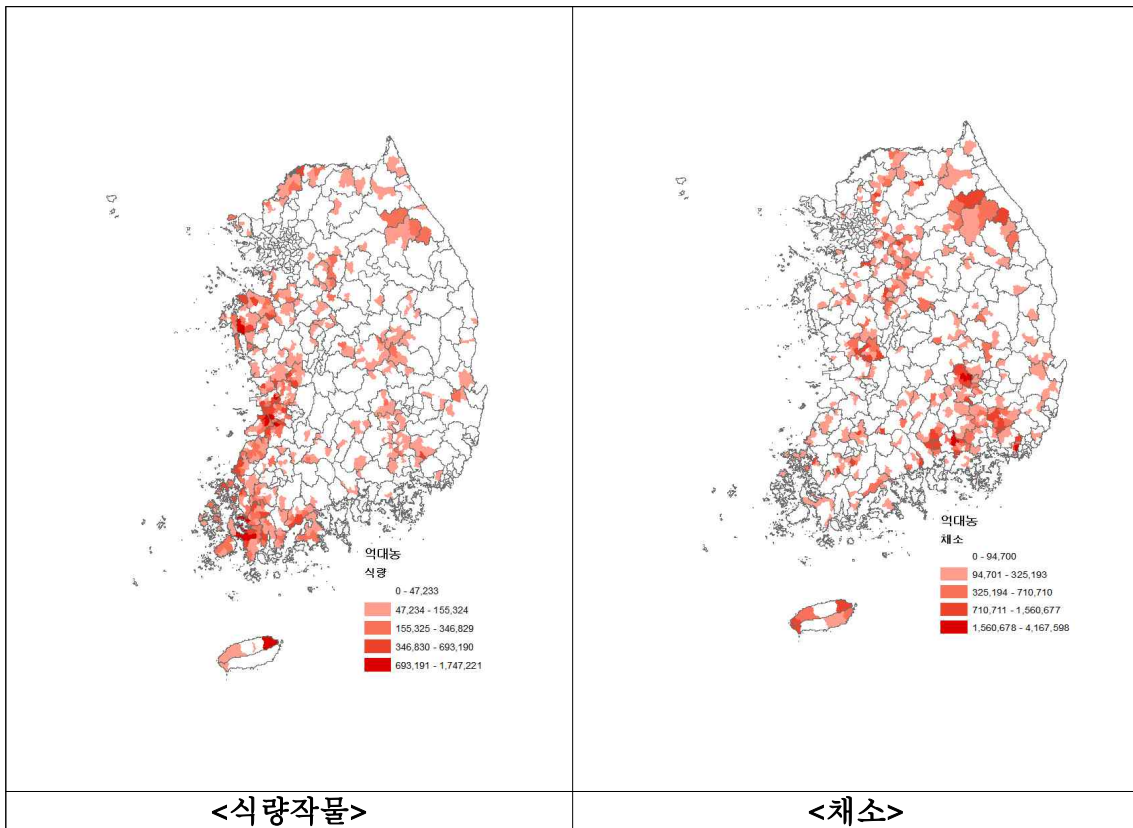 억대농
식량
0 - 47,233
47,234 - 155,324
155,325 - 346,829
346,830 - 693,190
693,191 - 1,747,221
<식량작물>
억대농
채소
0 - 94,700
94,701 - 325,193
325,194 - 710,710
710,711 - 1,560,677
1,560,678 - 4,167,598
<채소>